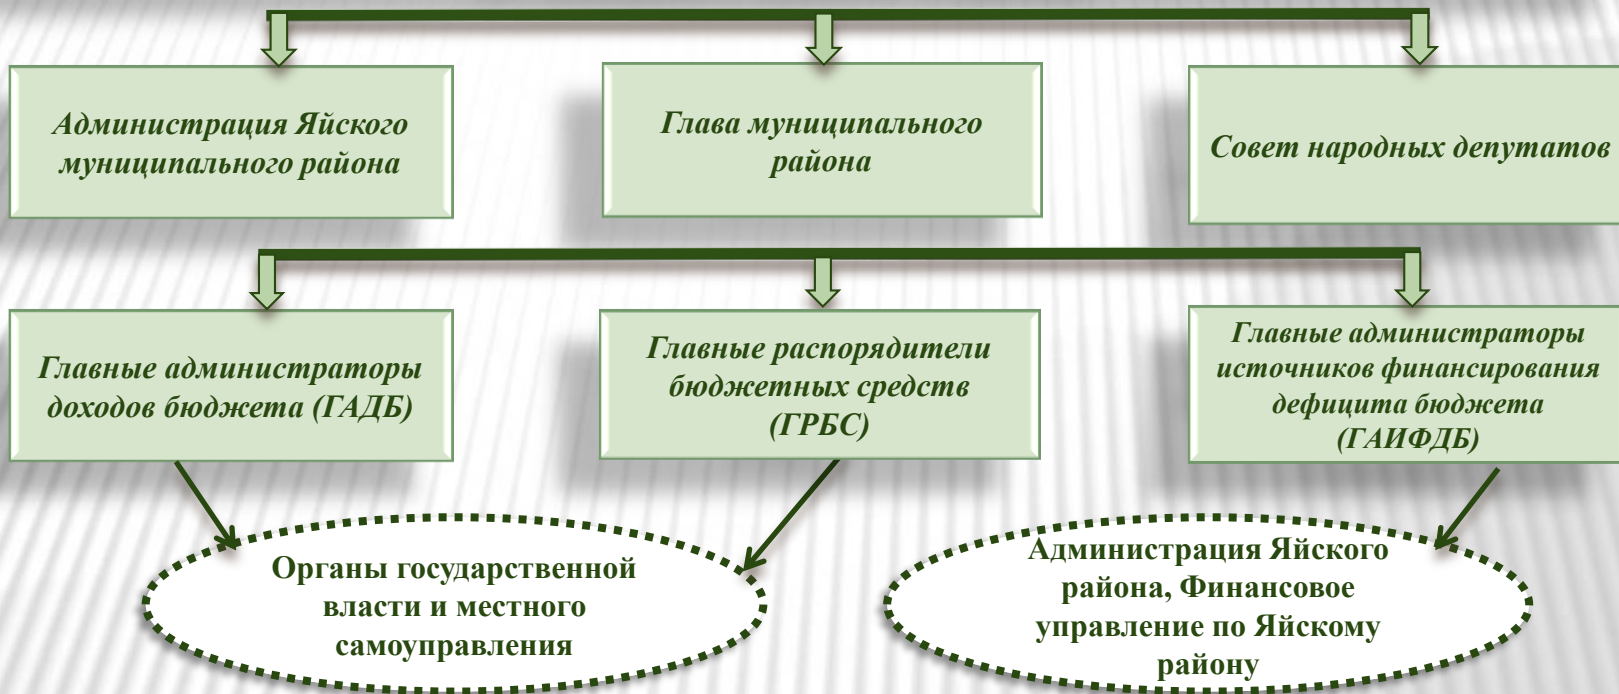 Администрация Яйского
муниципального района
Глава муниципального
района
Совет народных депутатов
Главные администраторы
доходов бюджета (ГАДБ)
Главные распорядители
бюджетных средств
(ГРБС)
Главные администраторы
источников финансирования
дефицита бюджета
(ГАИФДБ)
Органы государственной
власти и местного
самоуправления
Администрация Яйского
района, Финансовое
управление по Яйскому
району